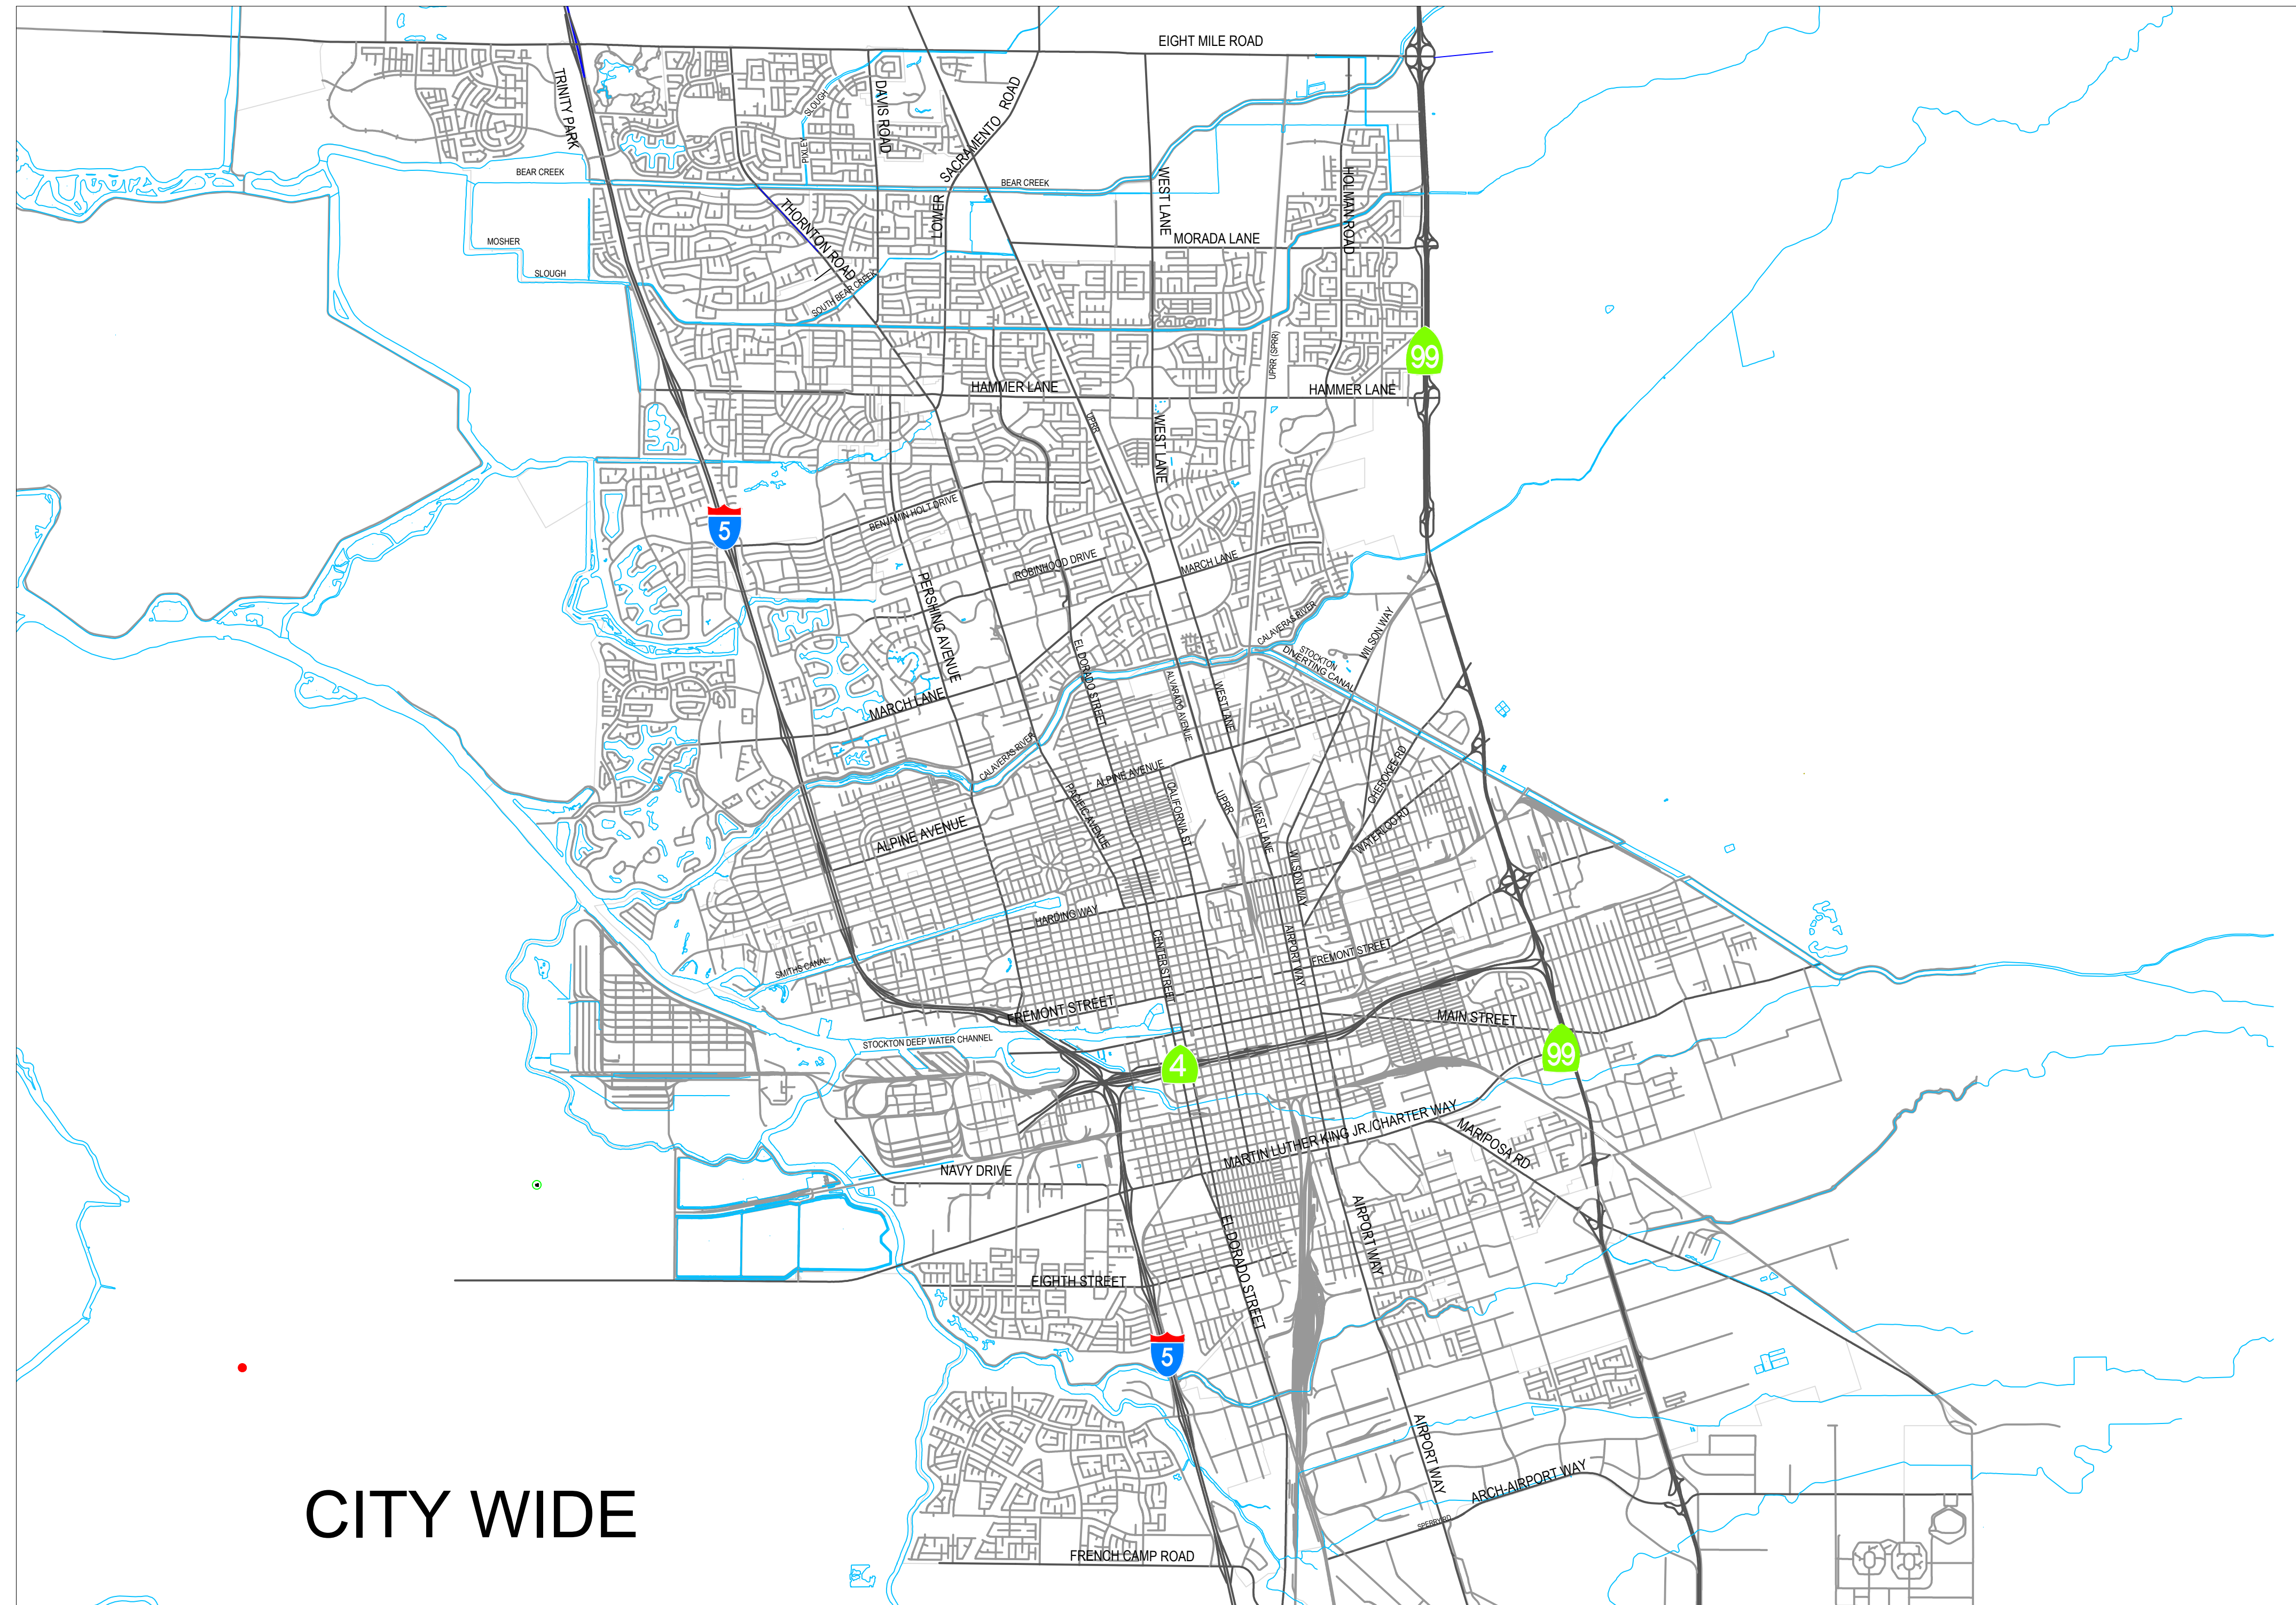 EIGHT MILE ROAD
TRINITY PARK
DAVIS ROAD
SLOUGH
PIXLEY
LOWER SACRAMENTO ROAD
BEAR CREEK
BEAR CREEK
WEST LANE
HOLMAN ROAD
THORNTON ROAD
MOSHER
SLOUGH
MORADA LANE
SOUTH BEAR CREEK
UPRR (SPRR)
99
HAMMER LANE
HAMMER LANE
UPRR
WEST LANE
5
BENJAMIN HOLT DRIVE
ROBINHOOD DRIVE
MARCH LANE
PERSHING AVENUE
CALAVERAS RIVER
WILSON WAY
STOCKTON
DIVERTING CANAL
EL DORADO STREET
ALVARADO AVENUE
WEST LANE
MARCH LANE
CALAVERAS RIVER
ALPINE AVENUE
CHEROKEE RD
PACIFIC AVENUE
CALIFORNIA ST
UPRR
WEST LANE
WATERLOO RD
ALPINE AVENUE
WILSON WAY
HARDING WAY
CENTER STREET
AIRPORT WAY
FREMONT STREET
SMITHS CANAL
FREMONT STREET
MAIN STREET
STOCKTON DEEP WATER CHANNEL
4
99
MARTIN LUTHER KING JR./CHARTER WAY
MARIPOSA RD
NAVY DRIVE
AIRPORT WAY
EL DORADO STREET
EIGHTH STREET
5
AIRPORT WAY
ARCH-AIRPORT WAY
SPERRY RD
FRENCH CAMP ROAD
CITY WIDE